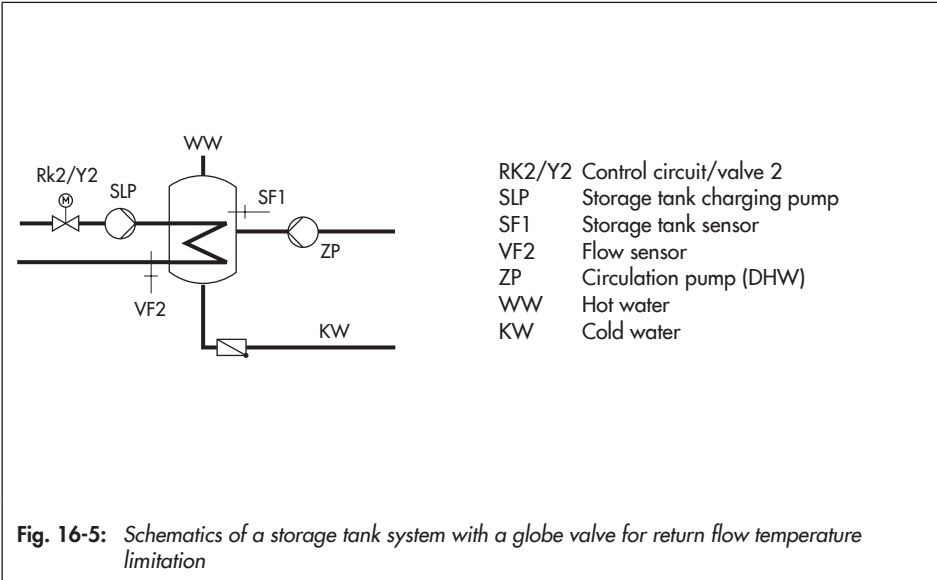 WW
Rk2/Y2
M
SLP
SF1
ZP
VF2
KW
RK2/Y2 Control circuit/valve 2
SLP Storage tank charging pump
SF1 Storage tank sensor
VF2 Flow sensor
ZP Circulation pump (DHW)
WW Hot water
KW Cold water
Fig. 16-5: Schematics of a storage tank system with a globe valve for return flow temperature
limitation